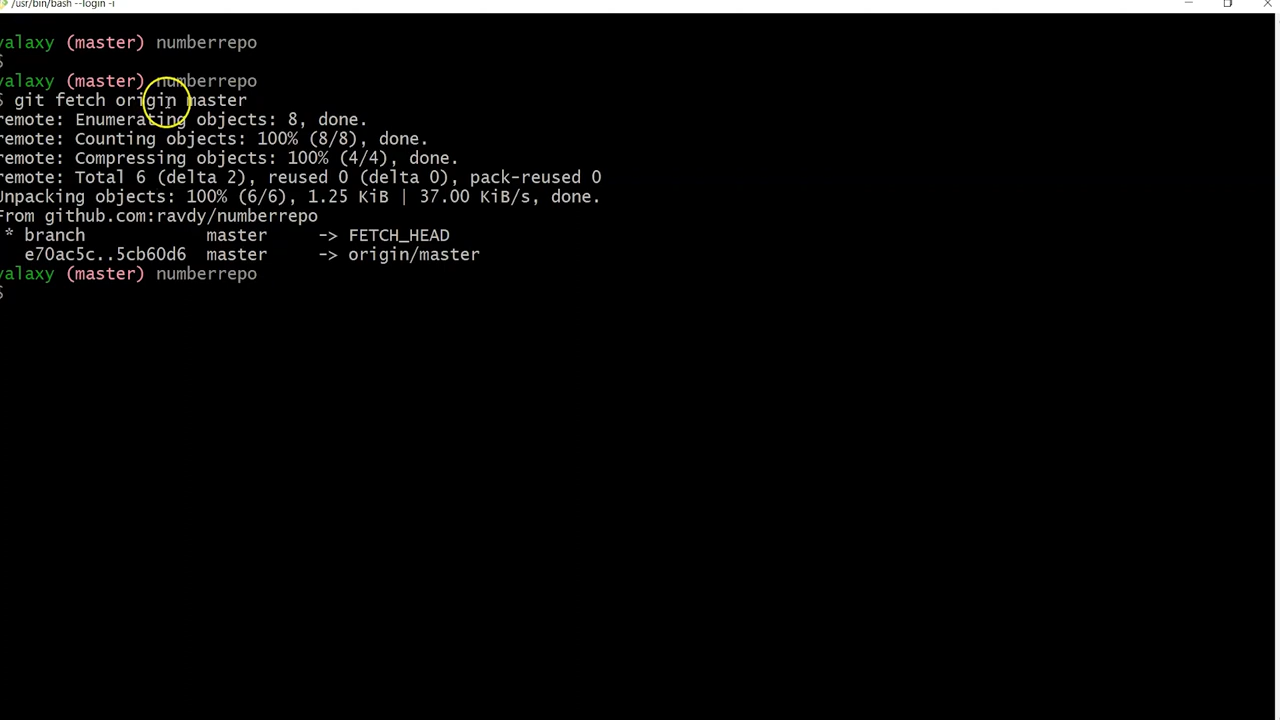 /usr/bin/bash --login -i
valaxy (master) numberrepo
$
valaxy (master) numberrepo
$ git fetch origin master
remote: Enumerating objects: 8, done.
remote: Counting objects: 100% (8/8), done.
remote: Compressing objects: 100% (4/4), done.
remote: Total 6 (delta 2), reused 0 (delta 0), pack-reused 0
Unpacking objects: 100% (6/6), 1.25 KiB | 37.00 KiB/s, done.
From github.com:ravdy/numberrepo
* branch master -> FETCH_HEAD
e70ac5c..5cb60d6 master -> origin/master
valaxy (master) numberrepo
$